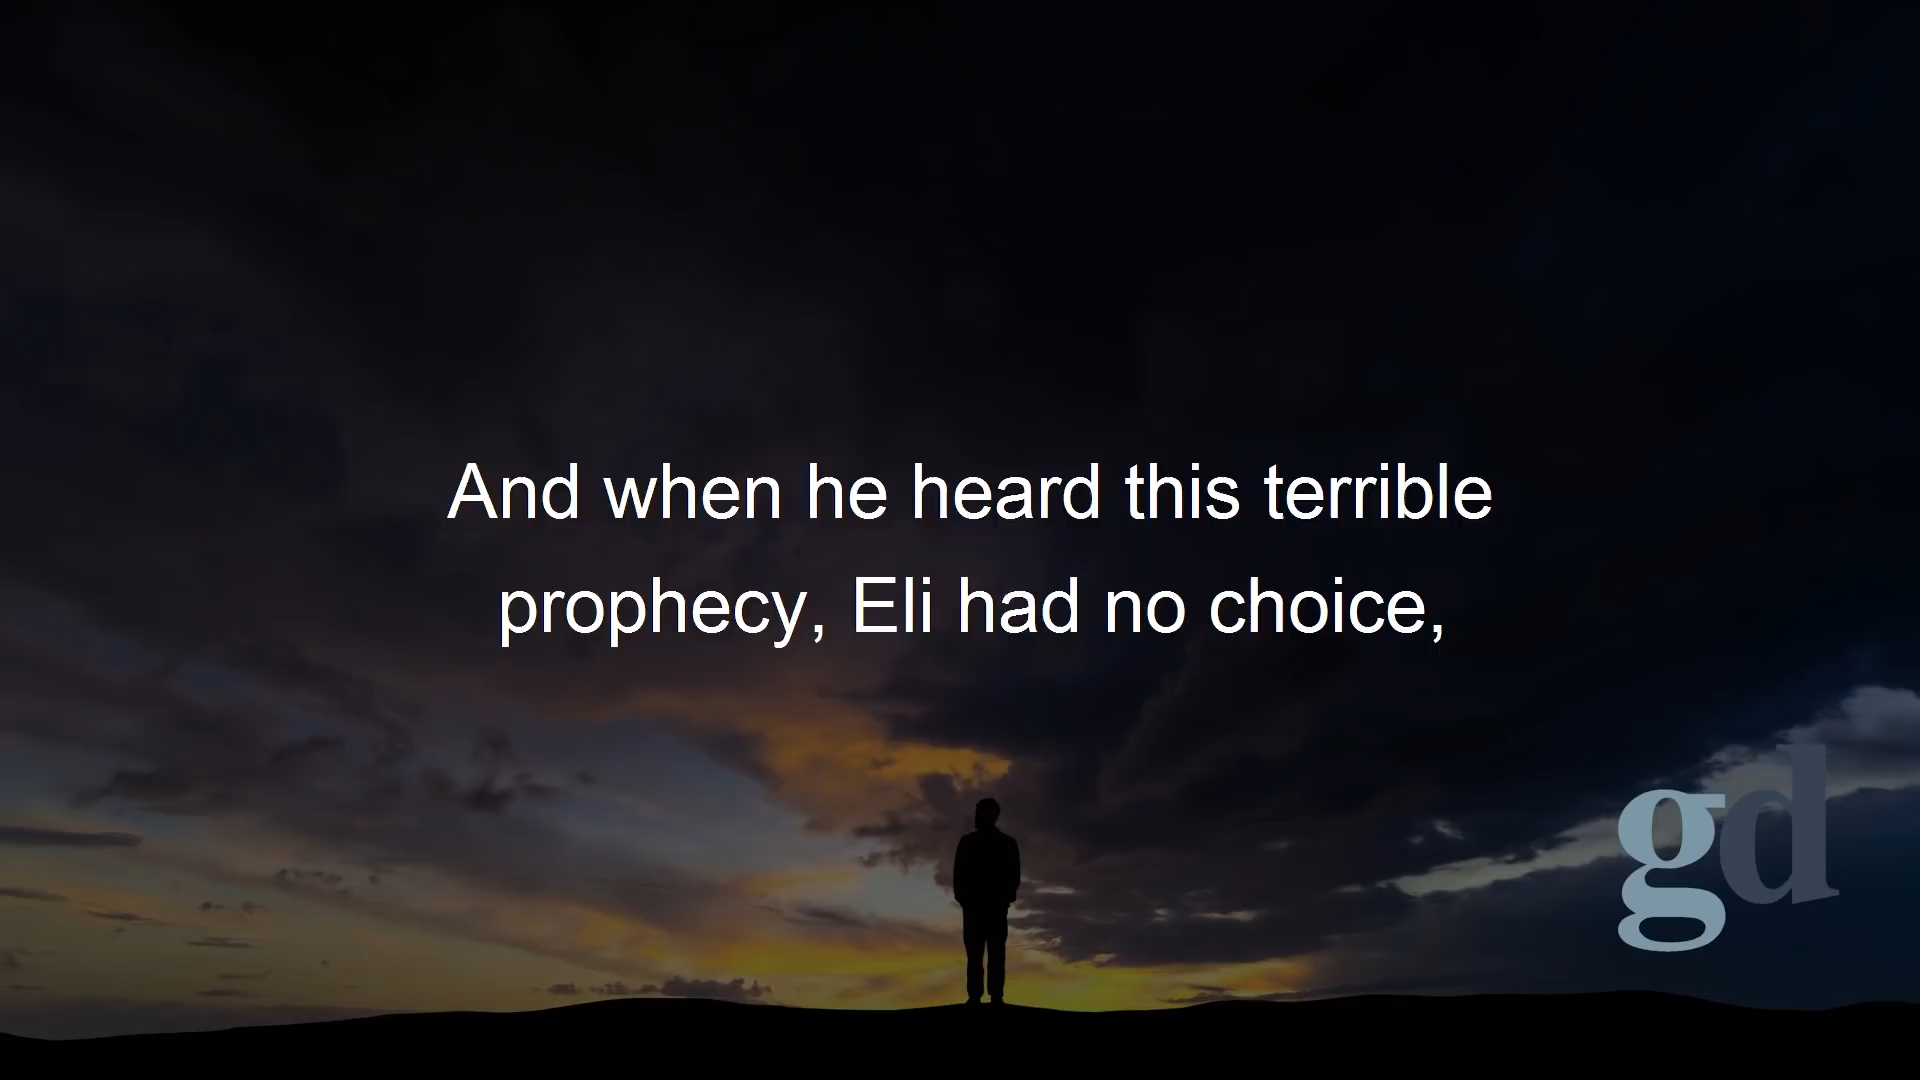 And when he heard this terrible
prophecy, Eli had no choice,
gd